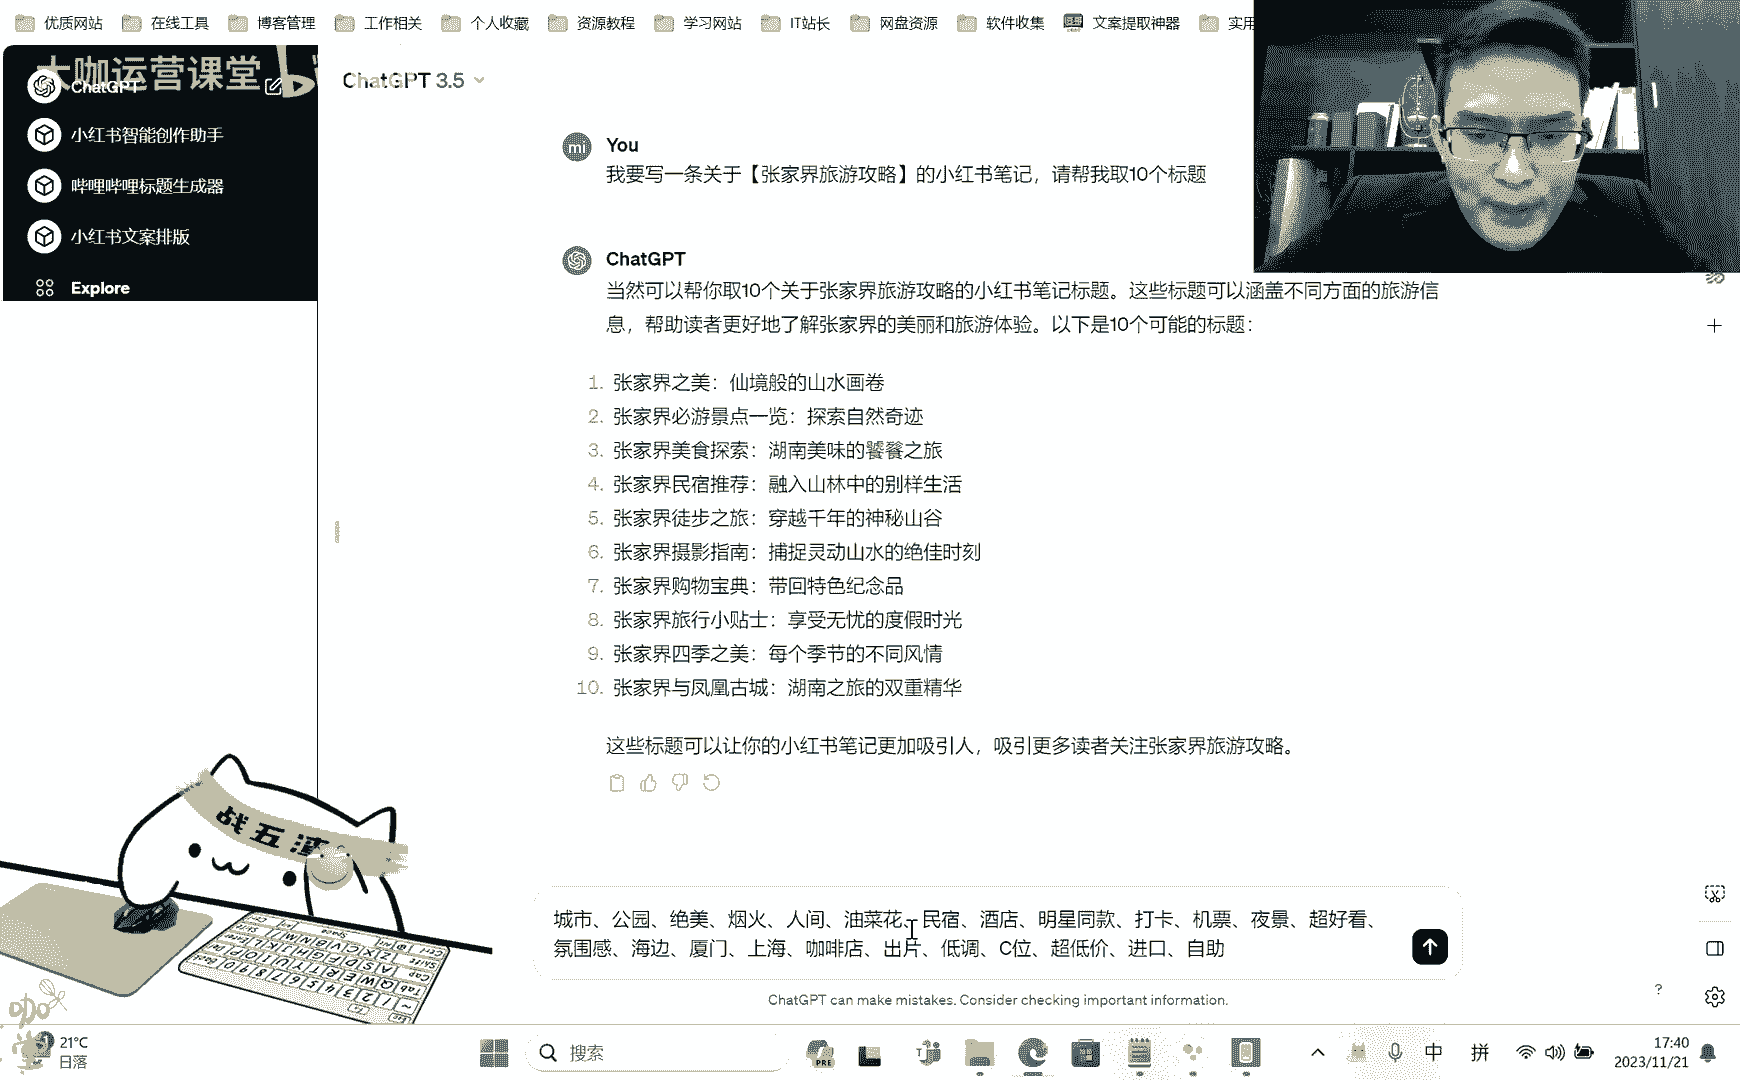 优质网站 在线工具 博客管理 工作相关 个人收藏 资源教程 学习网站 IT站长 网盘资源 软件收集 文案提取神器 实用
大咖运营课堂
ChatGPT
小红书智能创作助手
哔哩哔哩标题生成器
小红书文案排版
Explore
ChatGPT 3.5
You
我要写一条关于【张家界旅游攻略】的小红书笔记，请帮我取10个标题
ChatGPT
当然可以帮你取10个关于张家界旅游攻略的小红书笔记标题。这些标题可以涵盖不同方面的旅游信
息，帮助读者更好地了解张家界的美丽和旅游体验。以下是10个可能的标题：
1. 张家界之美：仙境般的山水画卷
2. 张家界必游景点一览：探索自然奇迹
3. 张家界美食探索：湖南美味的饕餮之旅
4. 张家界民宿推荐：融入山林中的别样生活
5. 张家界徒步之旅：穿越千年的神秘山谷
6. 张家界摄影指南：捕捉灵动山水的绝佳时刻
7. 张家界购物宝典：带回特色纪念品
8. 张家界旅行小贴士：享受无忧的度假时光
9. 张家界四季之美：每个季节的不同风情
10. 张家界与凤凰古城：湖南之旅的双重精华
这些标题可以让你的小红书笔记更加吸引人，吸引更多读者关注张家界旅游攻略。
战五渣
城市、公园、绝美、烟火、人间、油菜花、民宿、酒店、明星同款、打卡、机票、夜景、超好看、
氛围感、海边、厦门、上海、咖啡店、出片、低调、C位、超低价、进口、自助
ChatGPT can make mistakes. Consider checking important information.
21°C
日落
搜索
中 拼
17:40
2023/11/21